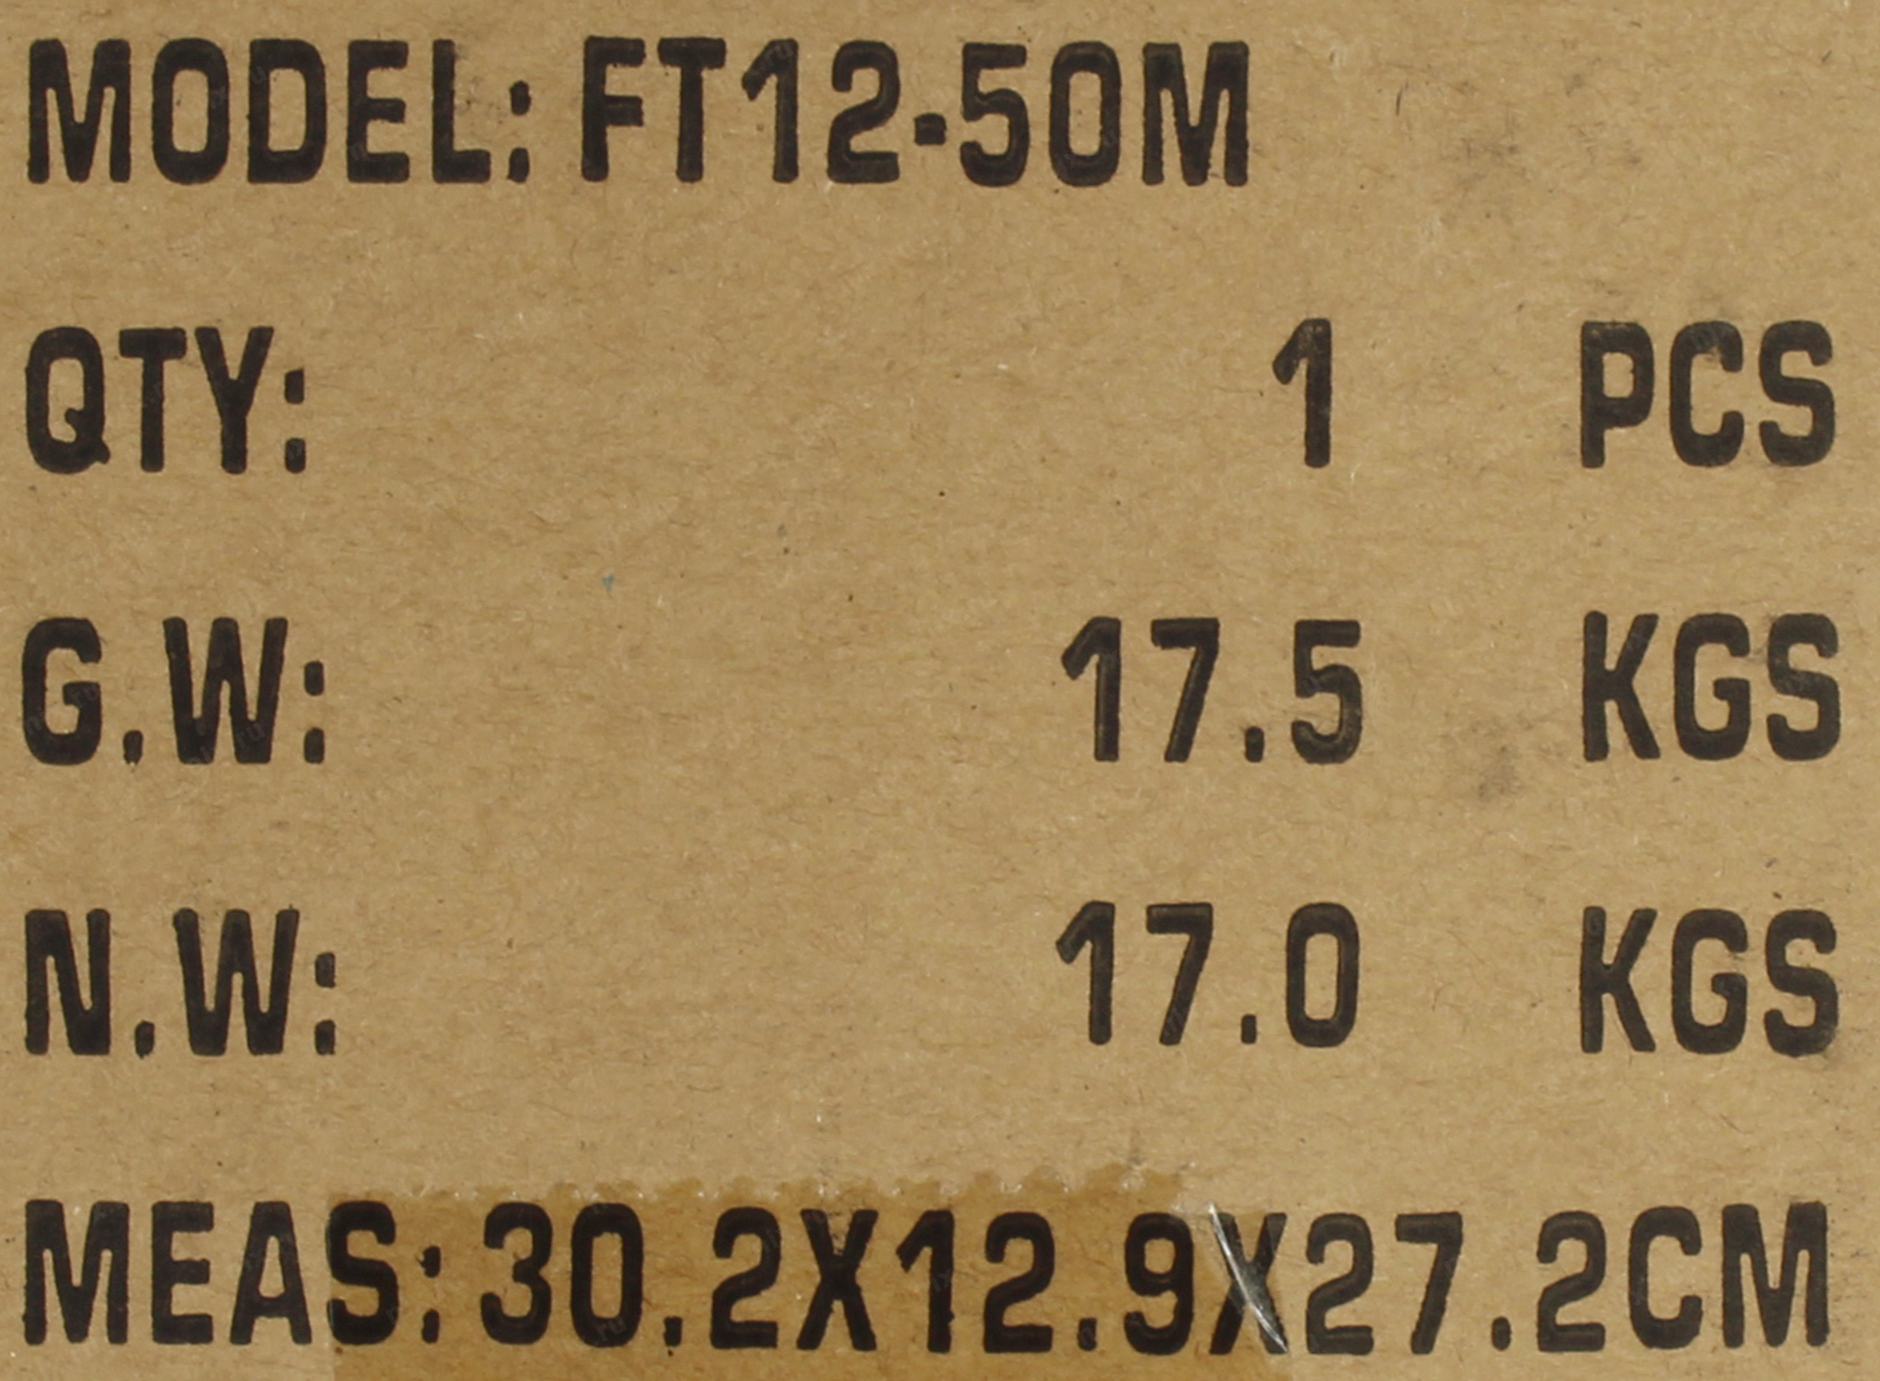 MODEL: FT12-50M
QTY: 1 PCS
G.W: 17.5 KGS
N.W: 17.0 KGS
MEAS: 30.2X12.9X27.2CM